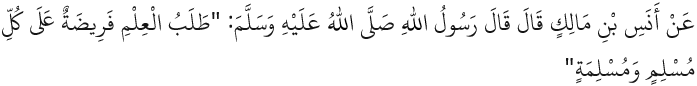 عَنْ أَنَسِ بْنِ مَالِكٍ قَالَ قَالَ رَسُولُ اللهِ صَلَّى اللهُ عَلَيْهِ وَسَلَّمَ: "طَلَبُ الْعِلْمِ فَرِيضَةٌ عَلَى كُلِّ
مُسْلِمٍ وَمُسْلِمَةٍ"